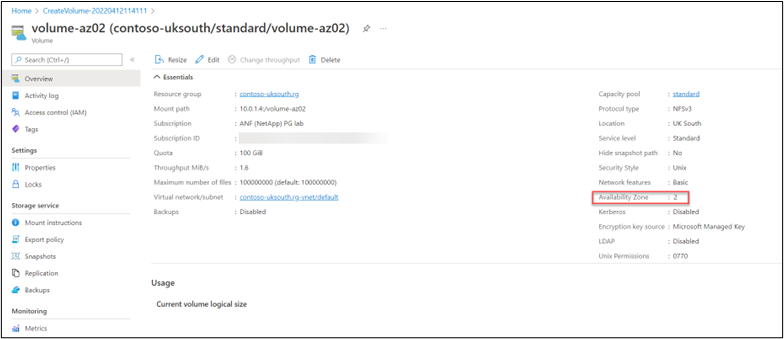 Home > CreateVolume-20220412114111 >
volume-az02 (contoso-uksouth/standard/volume-az02)
Volume
Search (Ctrl+/)
Overview
Activity log
Access control (IAM)
Tags
Settings
Properties
Locks
Storage service
Mount instructions
Export policy
Snapshots
Replication
Backups
Monitoring
Metrics
Resize Edit Change throughput Delete
Essentials
Resource group : contoso-uksouth.rg
Mount path : 10.0.1.4:/volume-az02
Subscription : ANF (NetApp) PG lab
Subscription ID :
Quota : 100 GiB
Throughput MiB/s : 1.6
Maximum number of files : 100000000 (default: 100000000)
Virtual network/subnet : contoso-uksouth.rg-vnet/default
Backups : Disabled
Capacity pool : standard
Protocol type : NFSv3
Location : UK South
Service level : Standard
Hide snapshot path : No
Security Style : Unix
Network features : Basic
Availability Zone : 2
Kerberos : Disabled
Encryption key source : Microsoft Managed Key
LDAP : Disabled
Unix Permissions : 0770
Usage
Current volume logical size